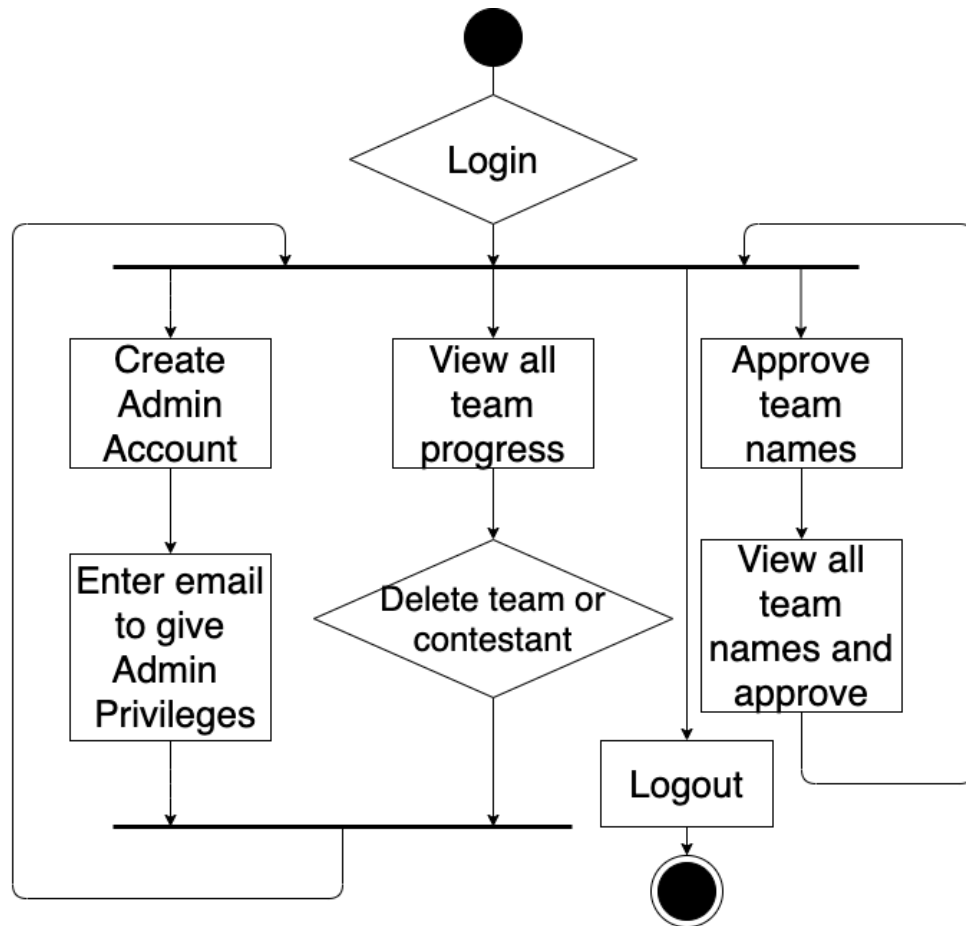 Login
Create
Admin
Account
View all
team
progress
Approve
team
names
Enter email
to give
Admin
Privileges
Delete team or
contestant
View all
team
names and
approve
Logout